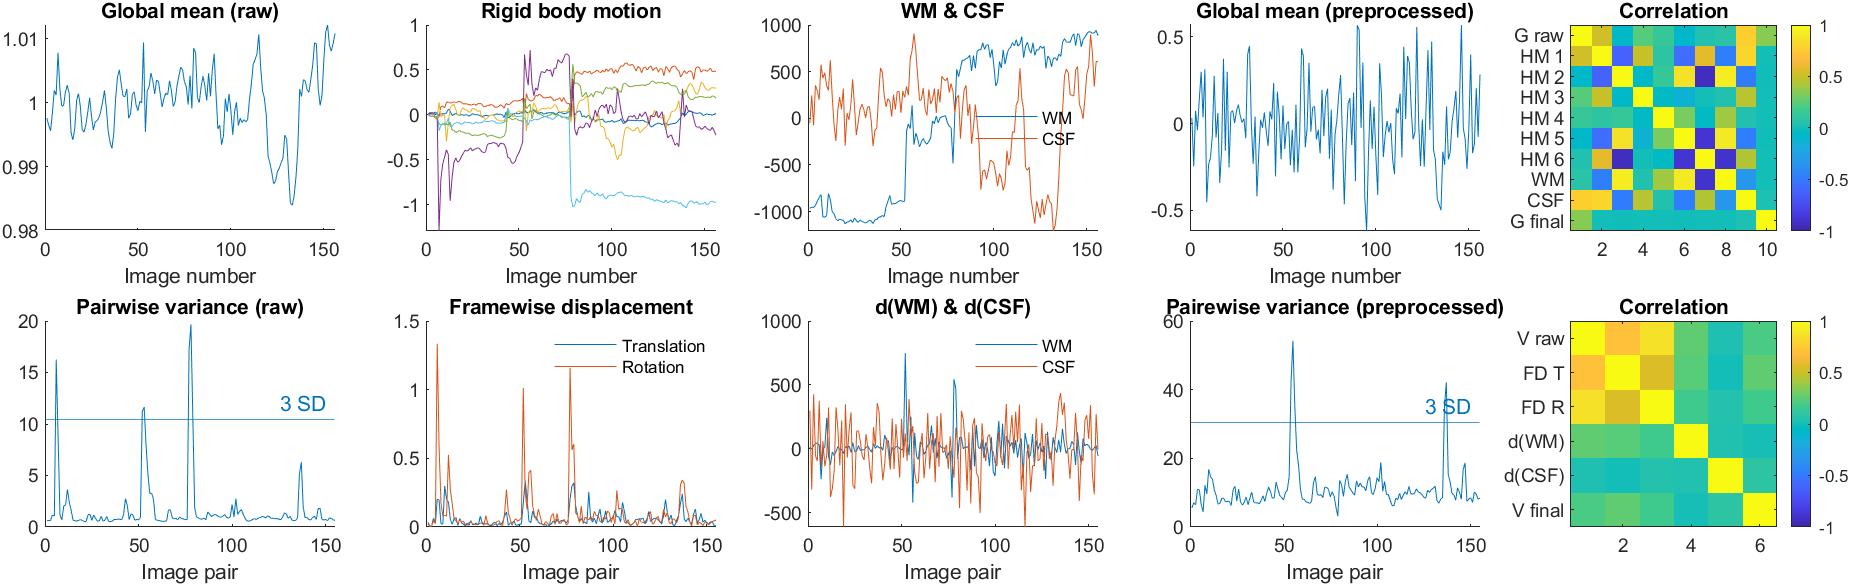 Global mean (raw)
1.01
1
0.99
0.98
0 50 100 150
Image number
Rigid body motion
1
0.5
0
-0.5
-1
0 50 100 150
Image number
WM & CSF
1000
500
0
-500
-1000
WM
CSF
0 50 100 150
Image number
Global mean (preprocessed)
0.5
0
-0.5
0 50 100 150
Image number
Correlation
G raw
HM 1
HM 2
HM 3
HM 4
HM 5
HM 6
WM
CSF
G final
2 4 6 8 10
1
0.5
0
-0.5
-1
Pairwise variance (raw)
20
15
10
5
0
3 SD
0 50 100 150
Image pair
Framewise displacement
1.5
1
0.5
0
Translation
Rotation
0 50 100 150
Image pair
d(WM) & d(CSF)
1000
500
0
-500
WM
CSF
0 50 100 150
Image pair
Pairewise variance (preprocessed)
60
40
20
0
3 SD
0 50 100 150
Image pair
Correlation
V raw
FD T
FD R
d(WM)
d(CSF)
V final
2 4 6
1
0.5
0
-0.5
-1